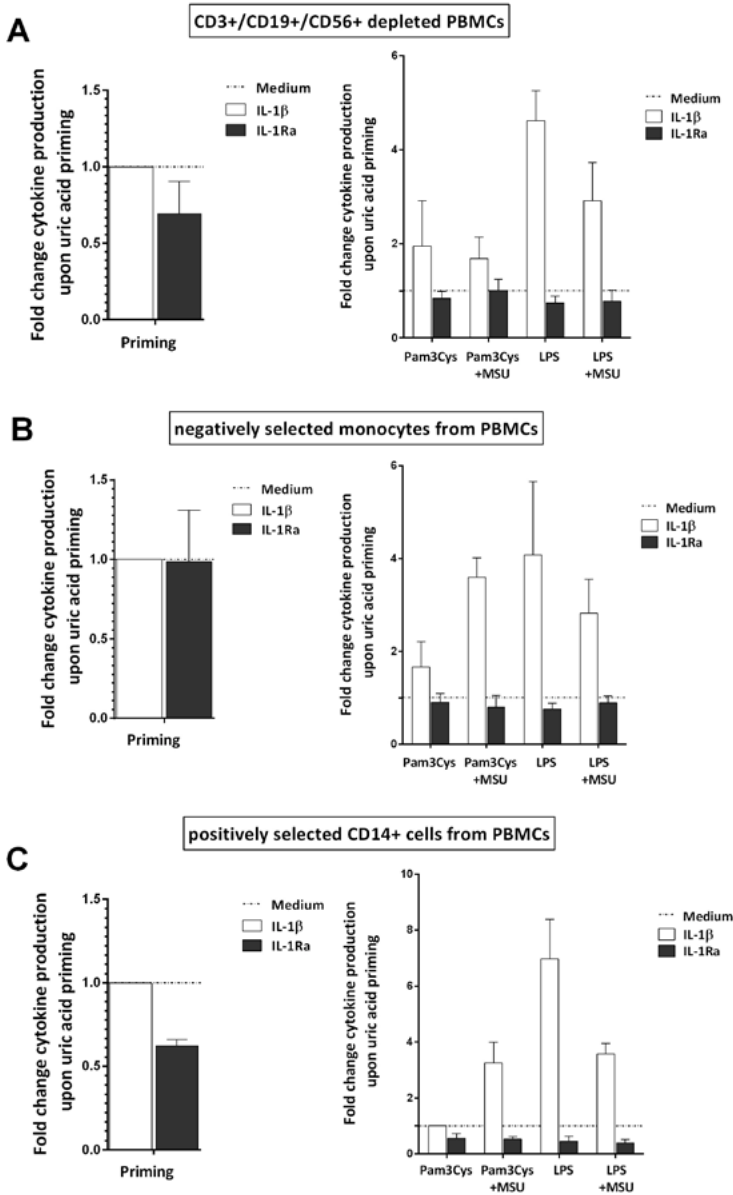 A
CD3+/CD19+/CD56+ depleted PBMCs
Fold change cytokine production
upon uric acid priming
1.5
1.0
0.5
0.0
Priming
Medium
IL-1β
IL-1Ra
Fold change cytokine production
upon uric acid priming
6
4
2
0
Pam3Cys
Pam3Cys
+MSU
LPS
LPS
+MSU
Medium
IL-1β
IL-1Ra
B
negatively selected monocytes from PBMCs
Fold change cytokine production
upon uric acid priming
1.5
1.0
0.5
0.0
Priming
Medium
IL-1β
IL-1Ra
Fold change cytokine production
upon uric acid priming
6
4
2
0
Pam3Cys
Pam3Cys
+MSU
LPS
LPS
+MSU
Medium
IL-1β
IL-1Ra
C
positively selected CD14+ cells from PBMCs
Fold change cytokine production
upon uric acid priming
1.5
1.0
0.5
0.0
Priming
Medium
IL-1β
IL-1Ra
Fold change cytokine production
upon uric acid priming
10
8
6
4
2
0
Pam3Cys
Pam3Cys
+MSU
LPS
LPS
+MSU
Medium
IL-1β
IL-1Ra